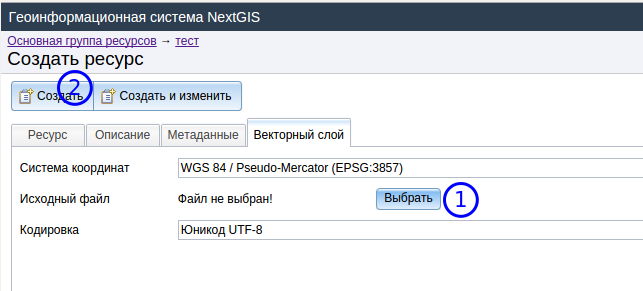 Геоинформационная система NextGIS
Основная группа ресурсов → тест
Создать ресурс
Создать 2 Создать и изменить
Ресурс Описание Метаданные Векторный слой
Система координат WGS 84 / Pseudo-Mercator (EPSG:3857)
Исходный файл Файл не выбран! Выбрать 1
Кодировка Юникод UTF-8